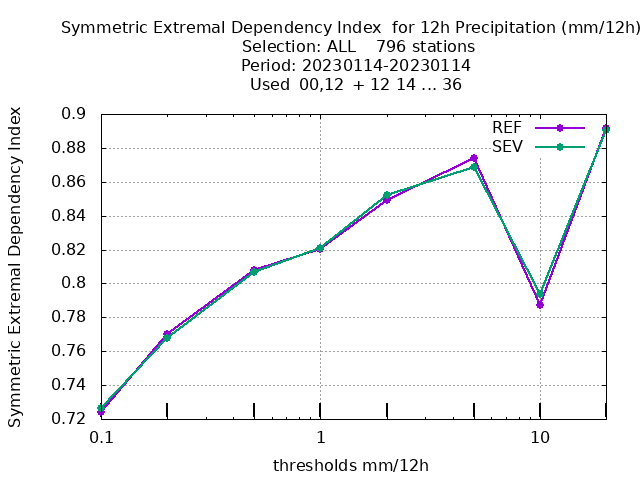 Symmetric Extremal Dependency Index  for 12h Precipitation (mm/12h)
Selection: ALL    796 stations
Period: 20230114-20230114
Used  00,12  + 12 14 ... 36
Symmetric Extremal Dependency Index
0.9
0.88
0.86
0.84
0.82
0.8
0.78
0.76
0.74
0.72
REF
SEV
0.1
1
10
thresholds mm/12h